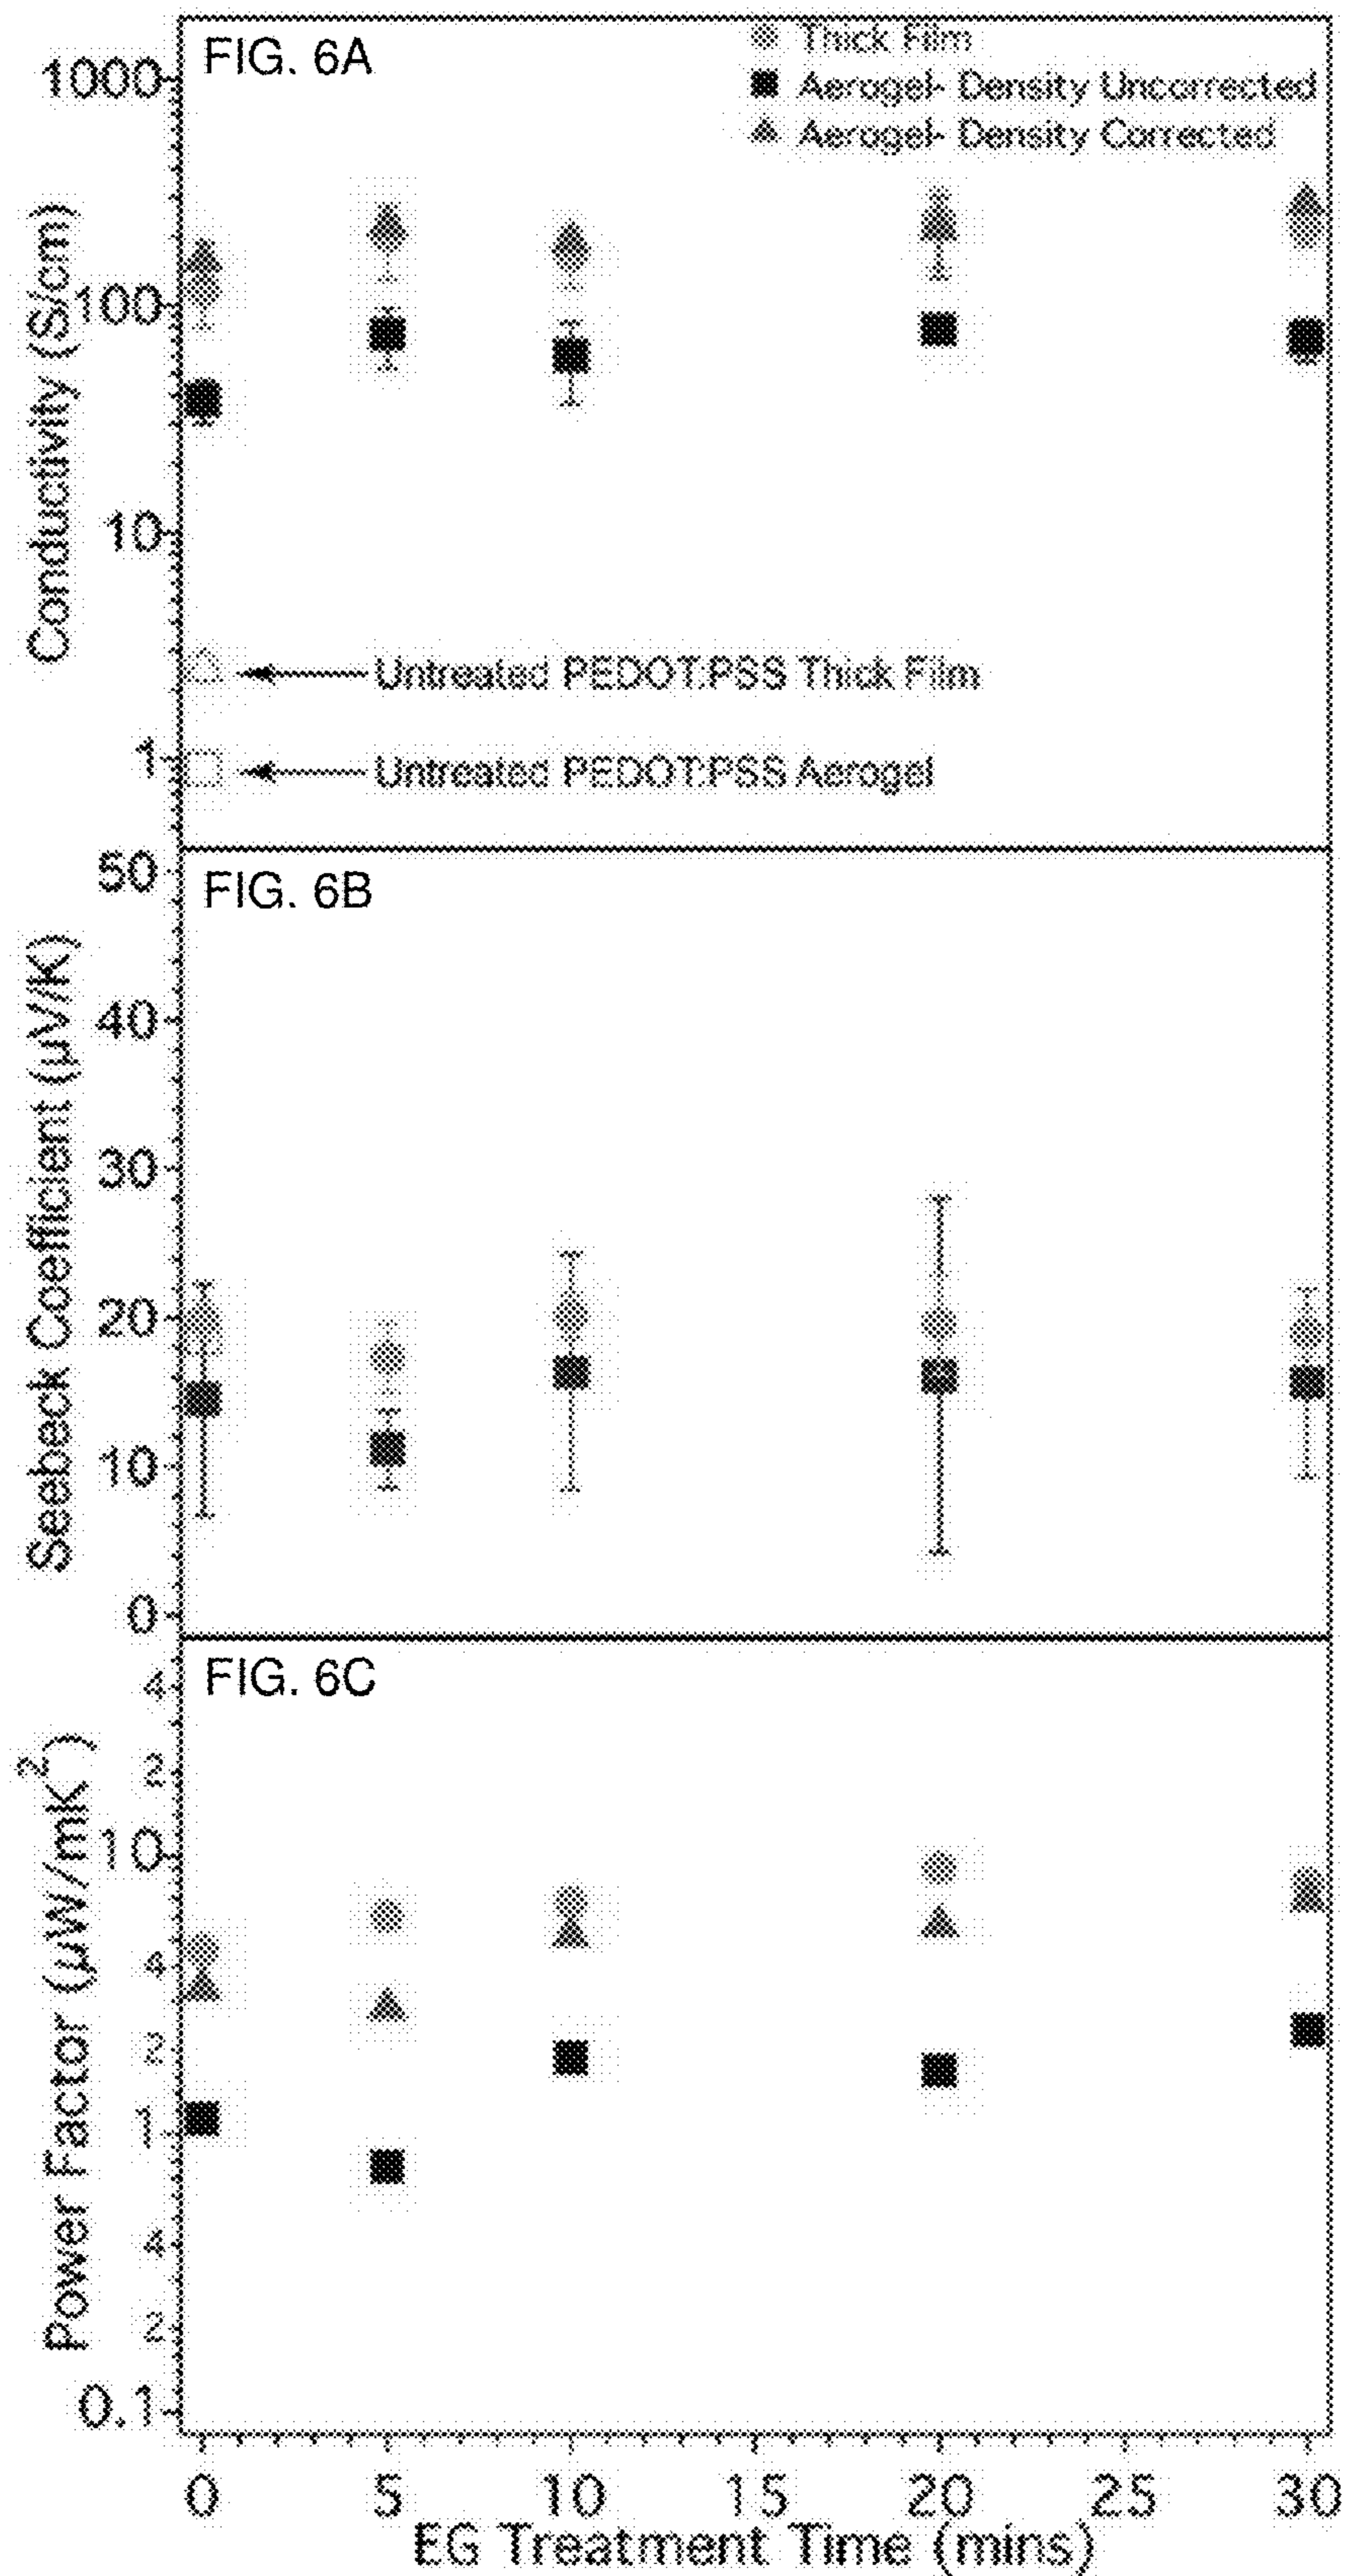 FIG. 6A
Thick Film
Aerogel- Density Uncorrected
Aerogel- Density Corrected
1000
100
10
1
Conductivity (S/cm)
Untreated PEDOT:PSS Thick Film
Untreated PEDOT:PSS Aerogel
FIG. 6B
50
40
30
20
10
0
Seebeck Coefficient (µV/K)
FIG. 6C
4
2
10
4
2
1
4
2
0.1
Power Factor (µW/mK²)
0 5 10 15 20 25 30
EG Treatment Time (mins)